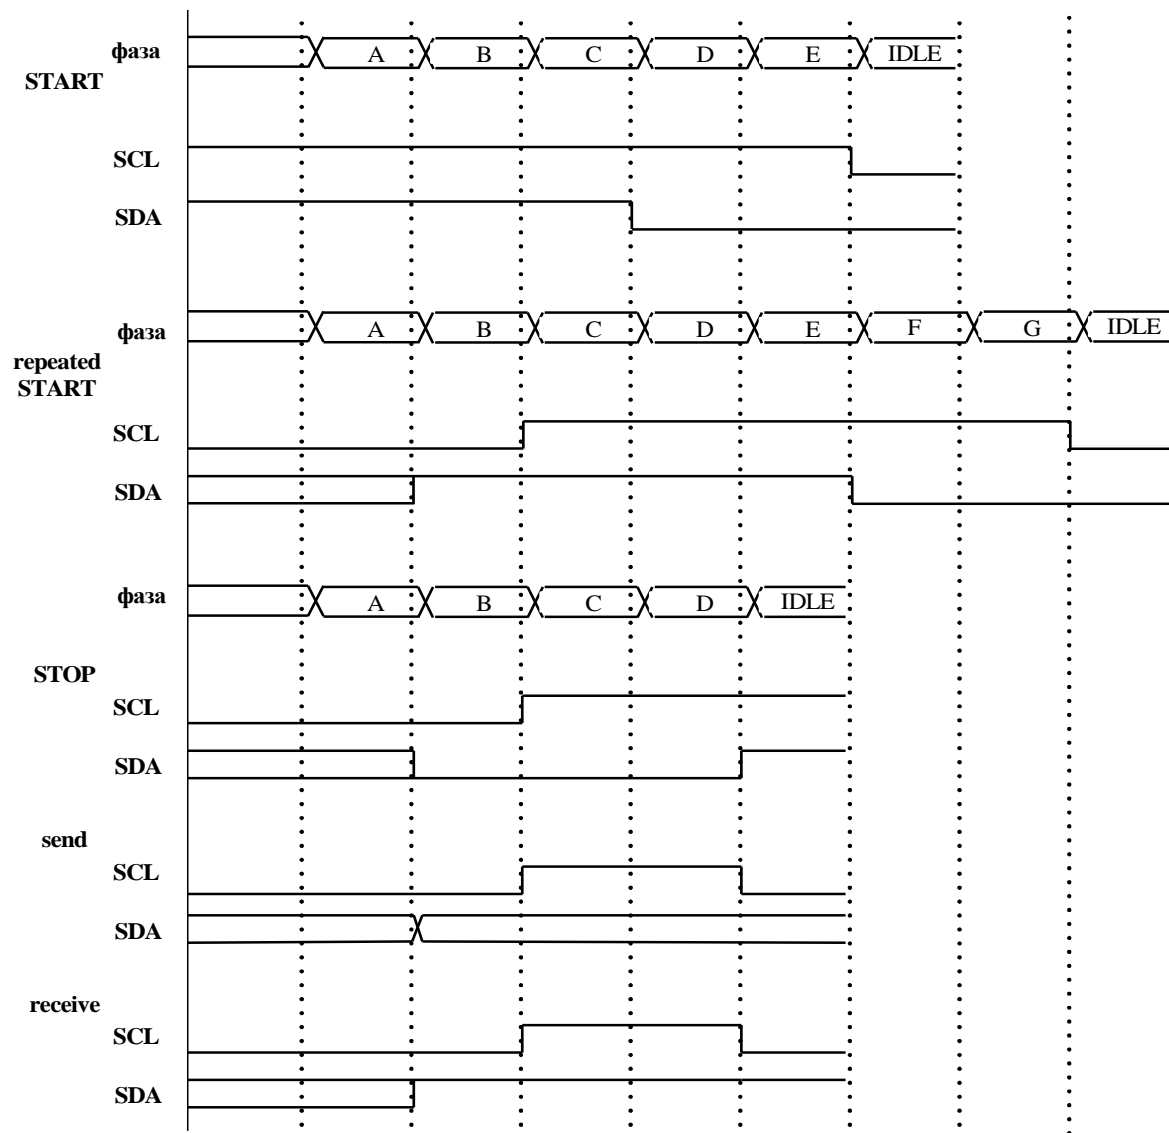 фаза A B C D E IDLE
START
SCL
SDA
фаза A B C D E F G IDLE
repeated
START
SCL
SDA
фаза A B C D IDLE
STOP
SCL
SDA
send
SCL
SDA
receive
SCL
SDA